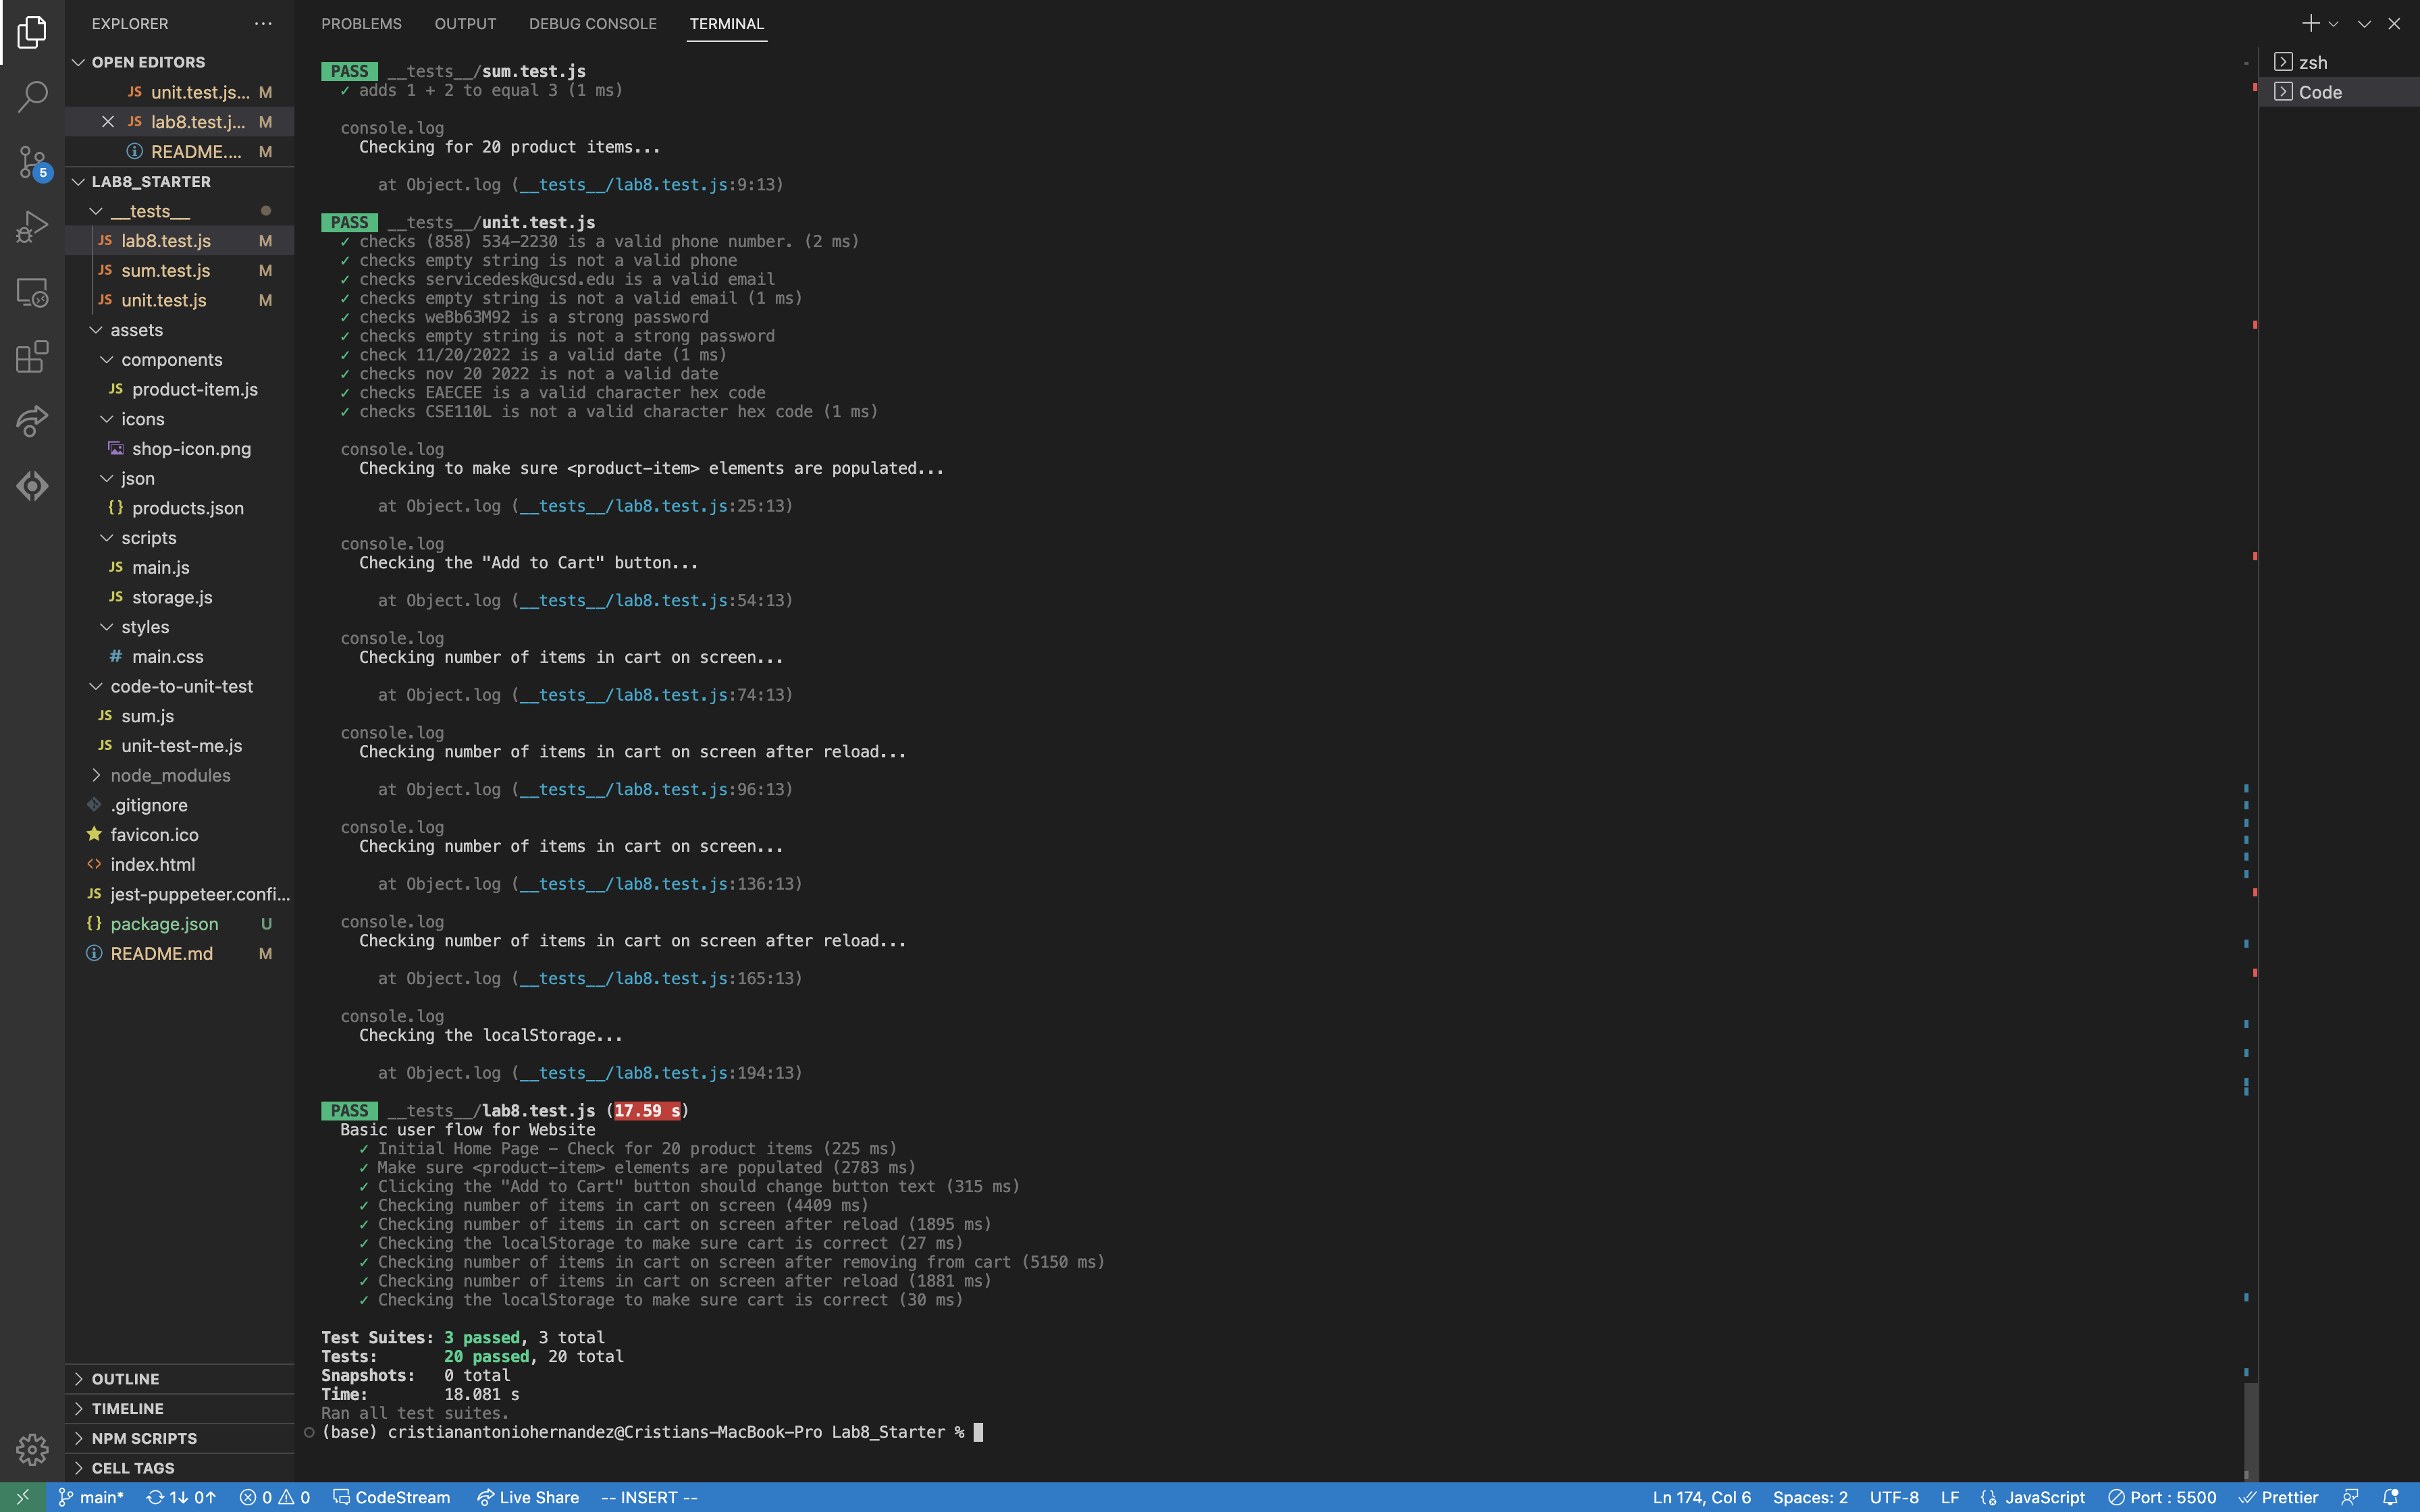 EXPLORER
OPEN EDITORS
JS unit.test.js... M
JS lab8.test.j... M
README.... M
LAB8_STARTER
__tests__
JS lab8.test.js M
JS sum.test.js M
JS unit.test.js M
assets
components
JS product-item.js
icons
shop-icon.png
json
{} products.json
scripts
JS main.js
JS storage.js
styles
# main.css
code-to-unit-test
JS sum.js
JS unit-test-me.js
node_modules
.gitignore
favicon.ico
<> index.html
JS jest-puppeteer.confi...
{} package.json U
README.md M
OUTLINE
TIMELINE
NPM SCRIPTS
CELL TAGS
5
PROBLEMS OUTPUT DEBUG CONSOLE TERMINAL
PASS __tests__/sum.test.js
✓ adds 1 + 2 to equal 3 (1 ms)
console.log
Checking for 20 product items...
at Object.log (__tests__/lab8.test.js:9:13)
PASS __tests__/unit.test.js
✓ checks (858) 534-2230 is a valid phone number. (2 ms)
✓ checks empty string is not a valid phone
✓ checks servicedesk@ucsd.edu is a valid email
✓ checks empty string is not a valid email (1 ms)
✓ checks weBb63M92 is a strong password
✓ checks empty string is not a strong password
✓ check 11/20/2022 is a valid date (1 ms)
✓ checks nov 20 2022 is not a valid date
✓ checks EAECEE is a valid character hex code
✓ checks CSE110L is not a valid character hex code (1 ms)
console.log
Checking to make sure <product-item> elements are populated...
at Object.log (__tests__/lab8.test.js:25:13)
console.log
Checking the "Add to Cart" button...
at Object.log (__tests__/lab8.test.js:54:13)
console.log
Checking number of items in cart on screen...
at Object.log (__tests__/lab8.test.js:74:13)
console.log
Checking number of items in cart on screen after reload...
at Object.log (__tests__/lab8.test.js:96:13)
console.log
Checking number of items in cart on screen...
at Object.log (__tests__/lab8.test.js:136:13)
console.log
Checking number of items in cart on screen after reload...
at Object.log (__tests__/lab8.test.js:165:13)
console.log
Checking the localStorage...
at Object.log (__tests__/lab8.test.js:194:13)
PASS __tests__/lab8.test.js (17.59 s)
Basic user flow for Website
✓ Initial Home Page - Check for 20 product items (225 ms)
✓ Make sure <product-item> elements are populated (2783 ms)
✓ Clicking the "Add to Cart" button should change button text (315 ms)
✓ Checking number of items in cart on screen (4409 ms)
✓ Checking number of items in cart on screen after reload (1895 ms)
✓ Checking the localStorage to make sure cart is correct (27 ms)
✓ Checking number of items in cart on screen after removing from cart (5150 ms)
✓ Checking number of items in cart on screen after reload (1881 ms)
✓ Checking the localStorage to make sure cart is correct (30 ms)
Test Suites: 3 passed, 3 total
Tests: 20 passed, 20 total
Snapshots: 0 total
Time: 18.081 s
Ran all test suites.
(base) cristianantoniohernandez@Cristians-MacBook-Pro Lab8_Starter %
zsh
Code
main* 1↓ 0↑ 0 0 CodeStream Live Share -- INSERT -- Ln 174, Col 6 Spaces: 2 UTF-8 LF JavaScript Port : 5500 Prettier